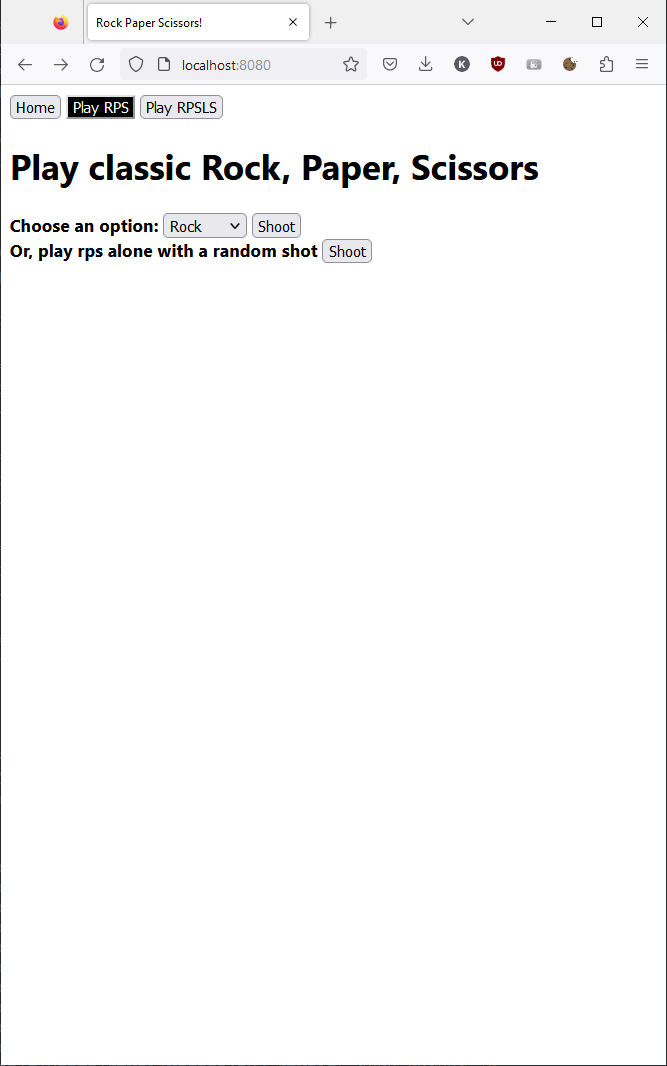 Rock Paper Scissors!
localhost:8080
K
Home Play RPS Play RPSLS
Play classic Rock, Paper, Scissors
Choose an option: Rock Shoot
Or, play rps alone with a random shot Shoot